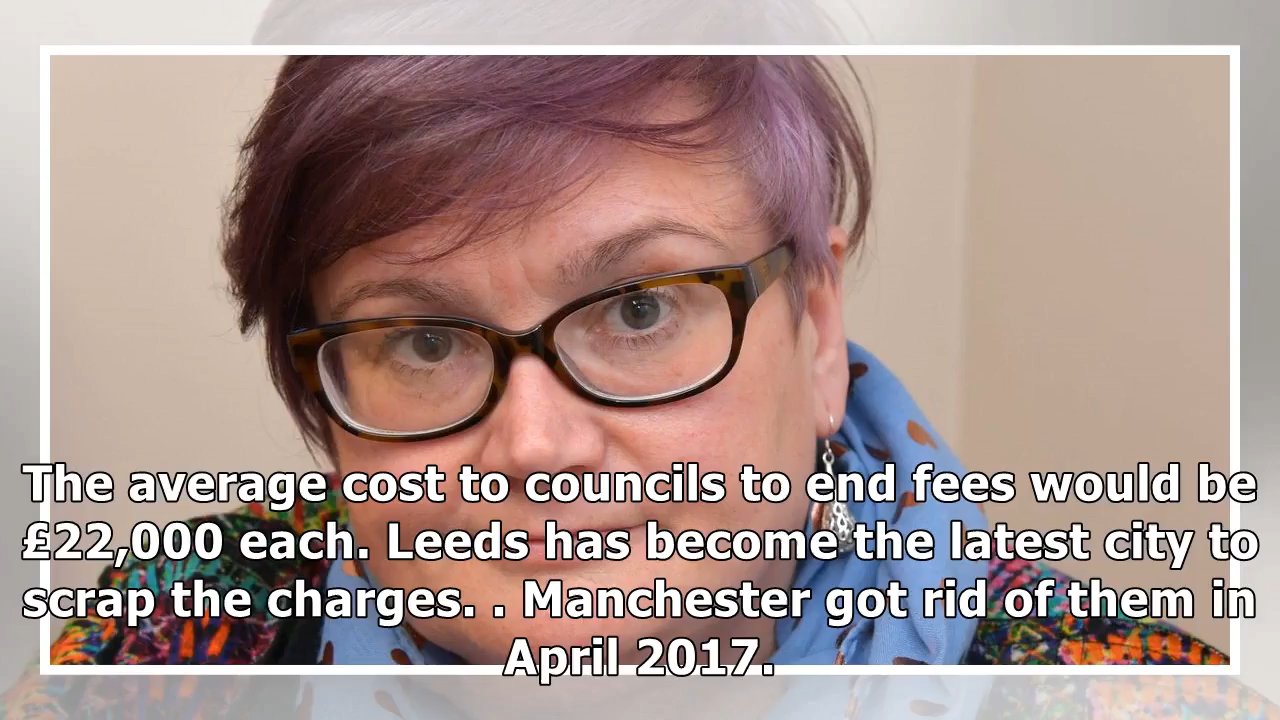 The average cost to councils to end fees would be
£22,000 each. Leeds has become the latest city to
scrap the charges. . Manchester got rid of them in
April 2017.